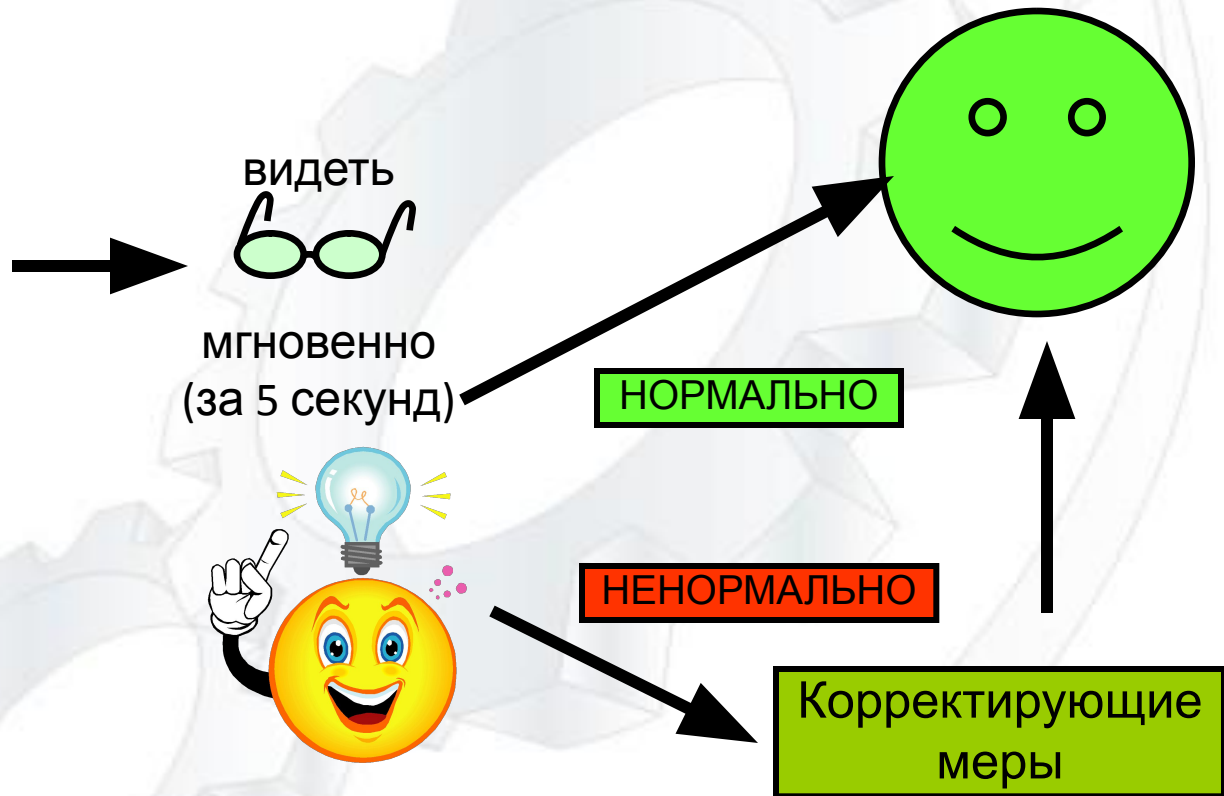 видеть
мгновенно
(за 5 секунд)
НОРМАЛЬНО
НЕНОРМАЛЬНО
Корректирующие
меры